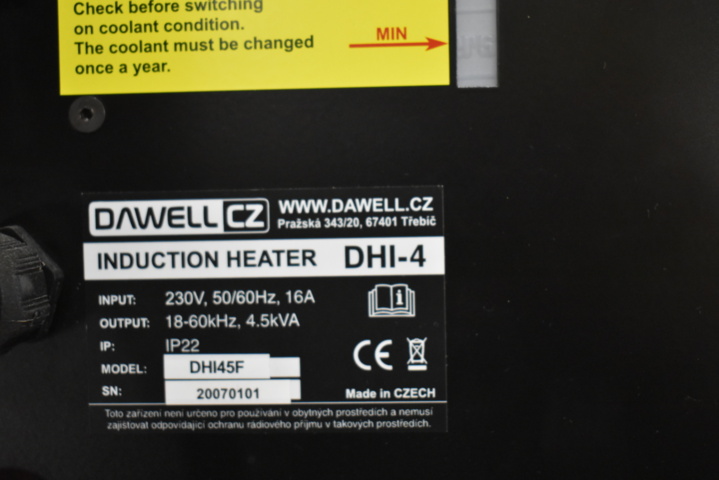 Check before switching
on coolant condition.
The coolant must be changed
once a year.
MIN
DAWELL CZ
WWW.DAWELL.CZ
Pražská 343/20, 67401 Třebíč
INDUCTION HEATER DHI-4
INPUT: 230V, 50/60Hz, 16A
OUTPUT: 18-60kHz, 4.5kVA
IP: IP22
MODEL: DHI45F
SN: 20070101
CE
Made in CZECH
Toto zařízení není určeno pro používání v obytných prostředích a nemusí
zajišťovat odpovídající ochranu rádiového příjmu v takových prostředích.